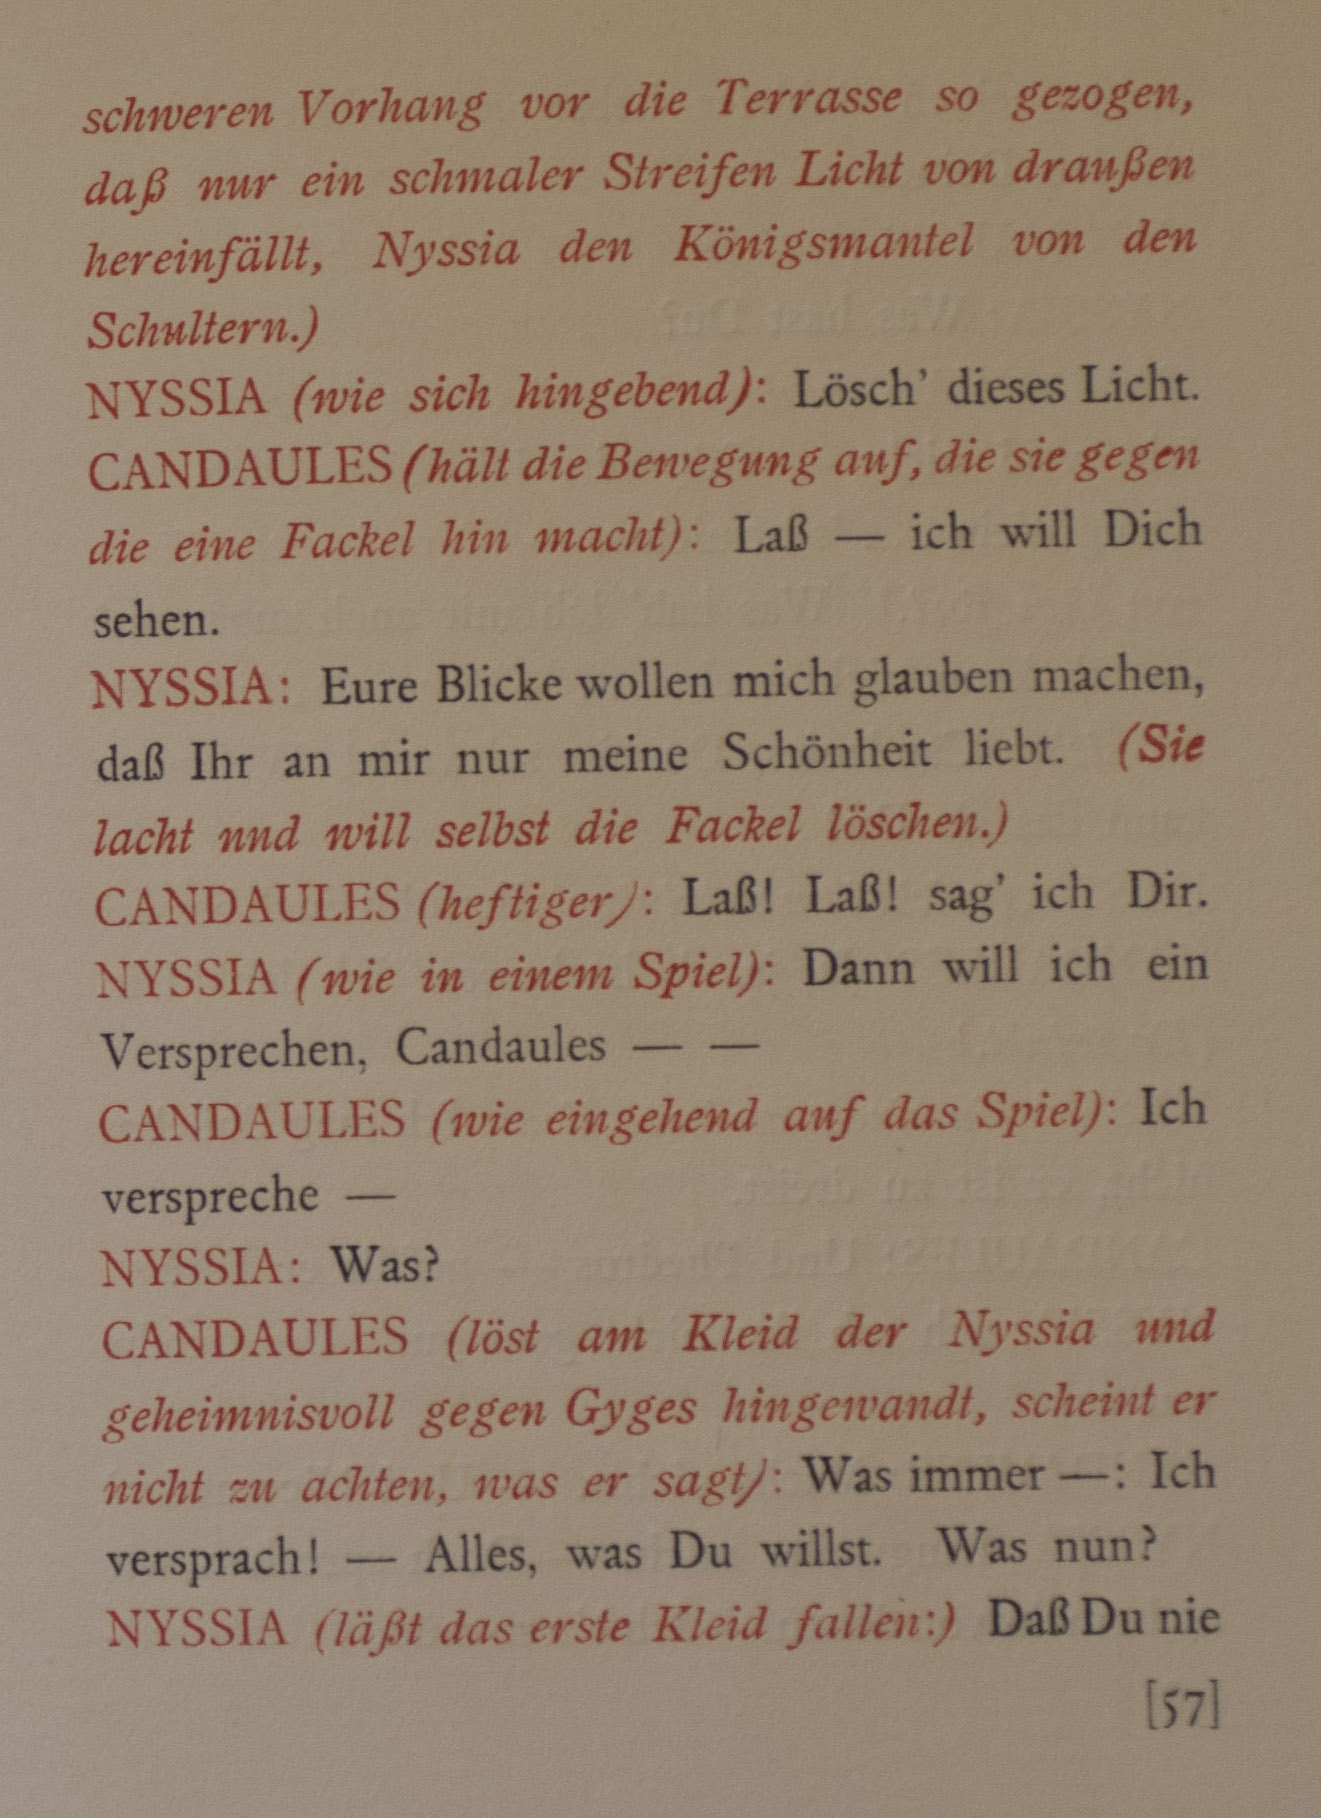 schweren Vorhang vor die Terrasse so gezogen,
daß nur ein schmaler Streifen Licht von draußen
hereinfällt, Nyssia den Königsmantel von den
Schultern.)
NYSSIA (wie sich hingebend): Lösch’ dieses Licht.
CANDAULES (hält die Bewegung auf, die sie gegen
die eine Fackel hin macht): Laß — ich will Dich
sehen.
NYSSIA: Eure Blicke wollen mich glauben machen,
daß Ihr an mir nur meine Schönheit liebt. (Sie
lacht nnd will selbst die Fackel löschen.)
CANDAULES (heftiger): Laß! Laß! sag’ ich Dir.
NYSSIA (wie in einem Spiel): Dann will ich ein
Versprechen, Candaules — —
CANDAULES (wie eingehend auf das Spiel): Ich
verspreche —
NYSSIA: Was?
CANDAULES (löst am Kleid der Nyssia und
geheimnisvoll gegen Gyges hingewandt, scheint er
nicht zu achten, was er sagt): Was immer —: Ich
versprach! — Alles, was Du willst. Was nun?
NYSSIA (läßt das erste Kleid fallen:) Daß Du nie
[57]